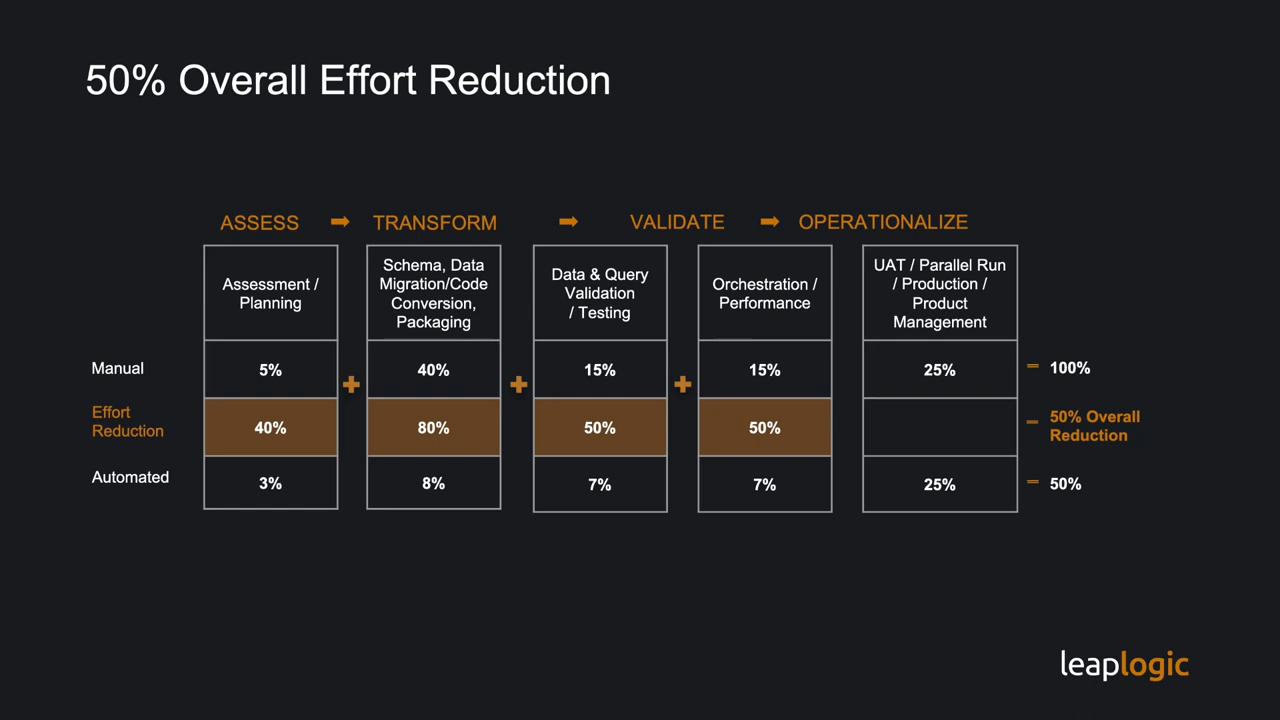 50% Overall Effort Reduction
ASSESS
TRANSFORM
VALIDATE
OPERATIONALIZE
Assessment /
Planning
Schema, Data
Migration/Code
Conversion,
Packaging
Data & Query
Validation
/ Testing
Orchestration /
Performance
UAT / Parallel Run
/ Production /
Product
Management
Manual
5%
+
40%
+
15%
+
15%
25%
= 100%
Effort
Reduction
40%
80%
50%
50%
= 50% Overall
Reduction
Automated
3%
8%
7%
7%
25%
= 50%
leaplogic